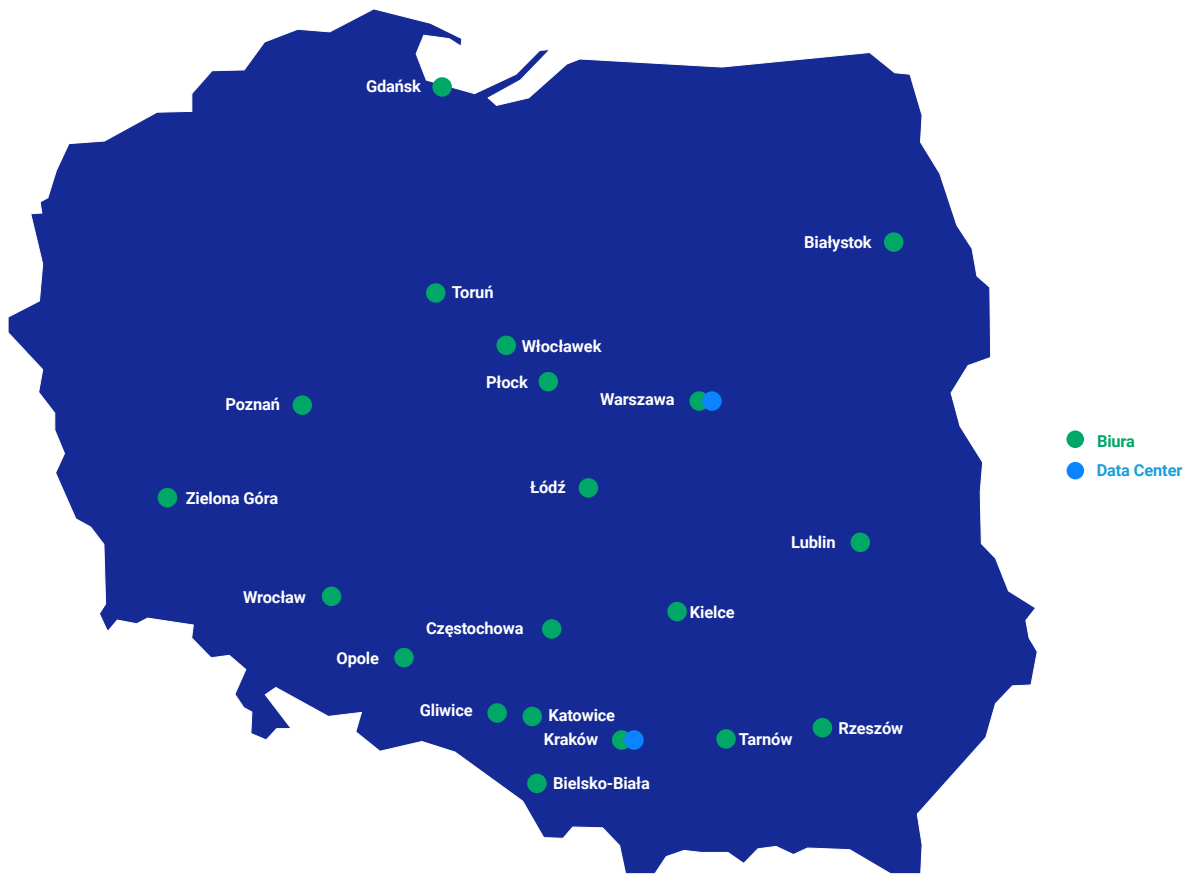 Gdańsk
Białystok
Toruń
Włocławek
Płock
Warszawa
Poznań
Biura
Data Center
Łódź
Zielona Góra
Lublin
Wrocław
Kielce
Częstochowa
Opole
Gliwice
Katowice
Rzeszów
Kraków
Tarnów
Bielsko-Biała